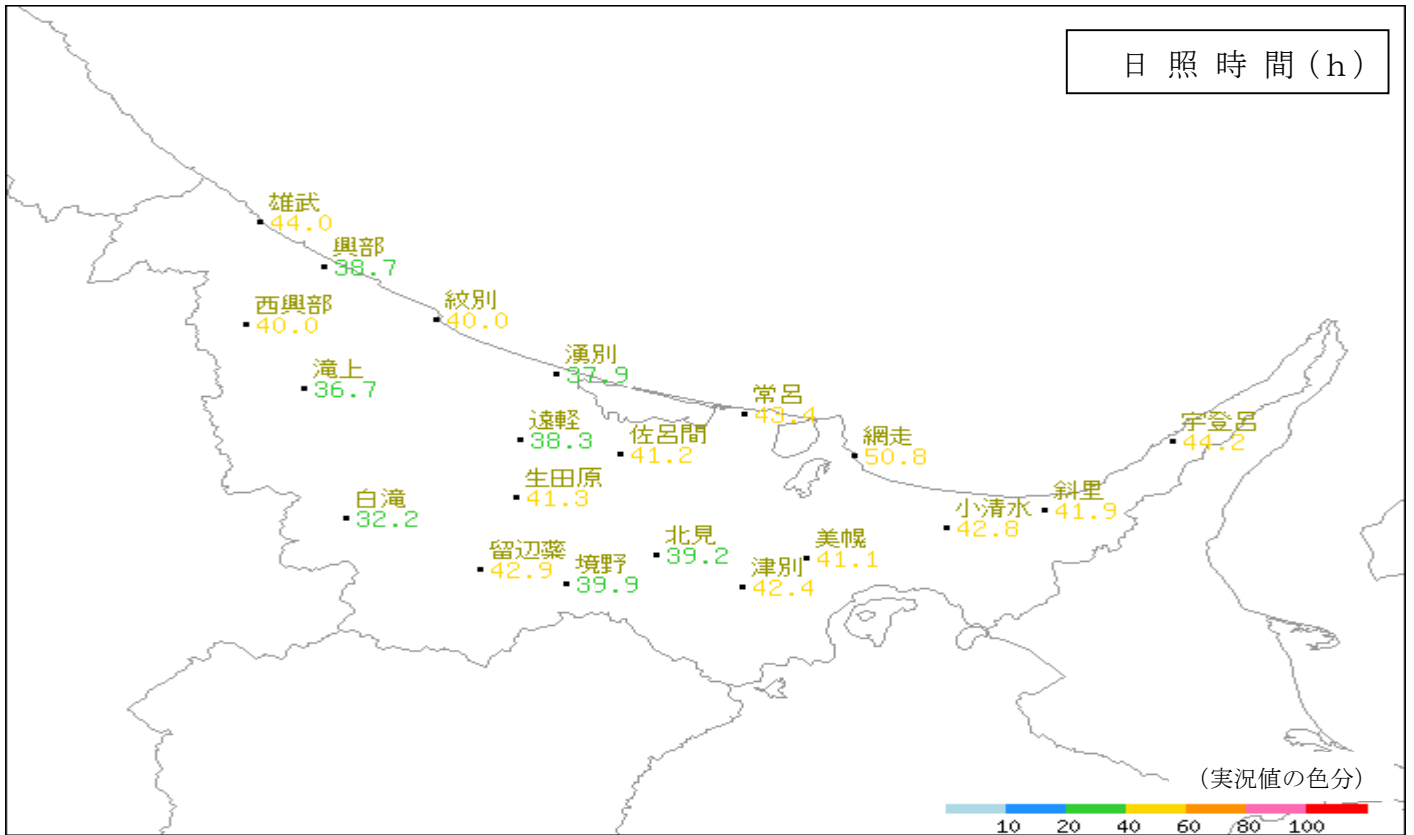 日照時間(h)
雄武
44.0
興部
38.7
西興部
40.0
紋別
40.0
滝上
36.7
湧別
37.9
常呂
43.4
遠軽
38.3
佐呂間
41.2
網走
50.8
宇登呂
44.2
生田原
41.3
白滝
32.2
斜里
41.9
小清水
42.8
留辺蘂
42.9
境野
39.9
北見
39.2
美幌
41.1
津別
42.4
(実況値の色分)
10 20 40 60 80 100